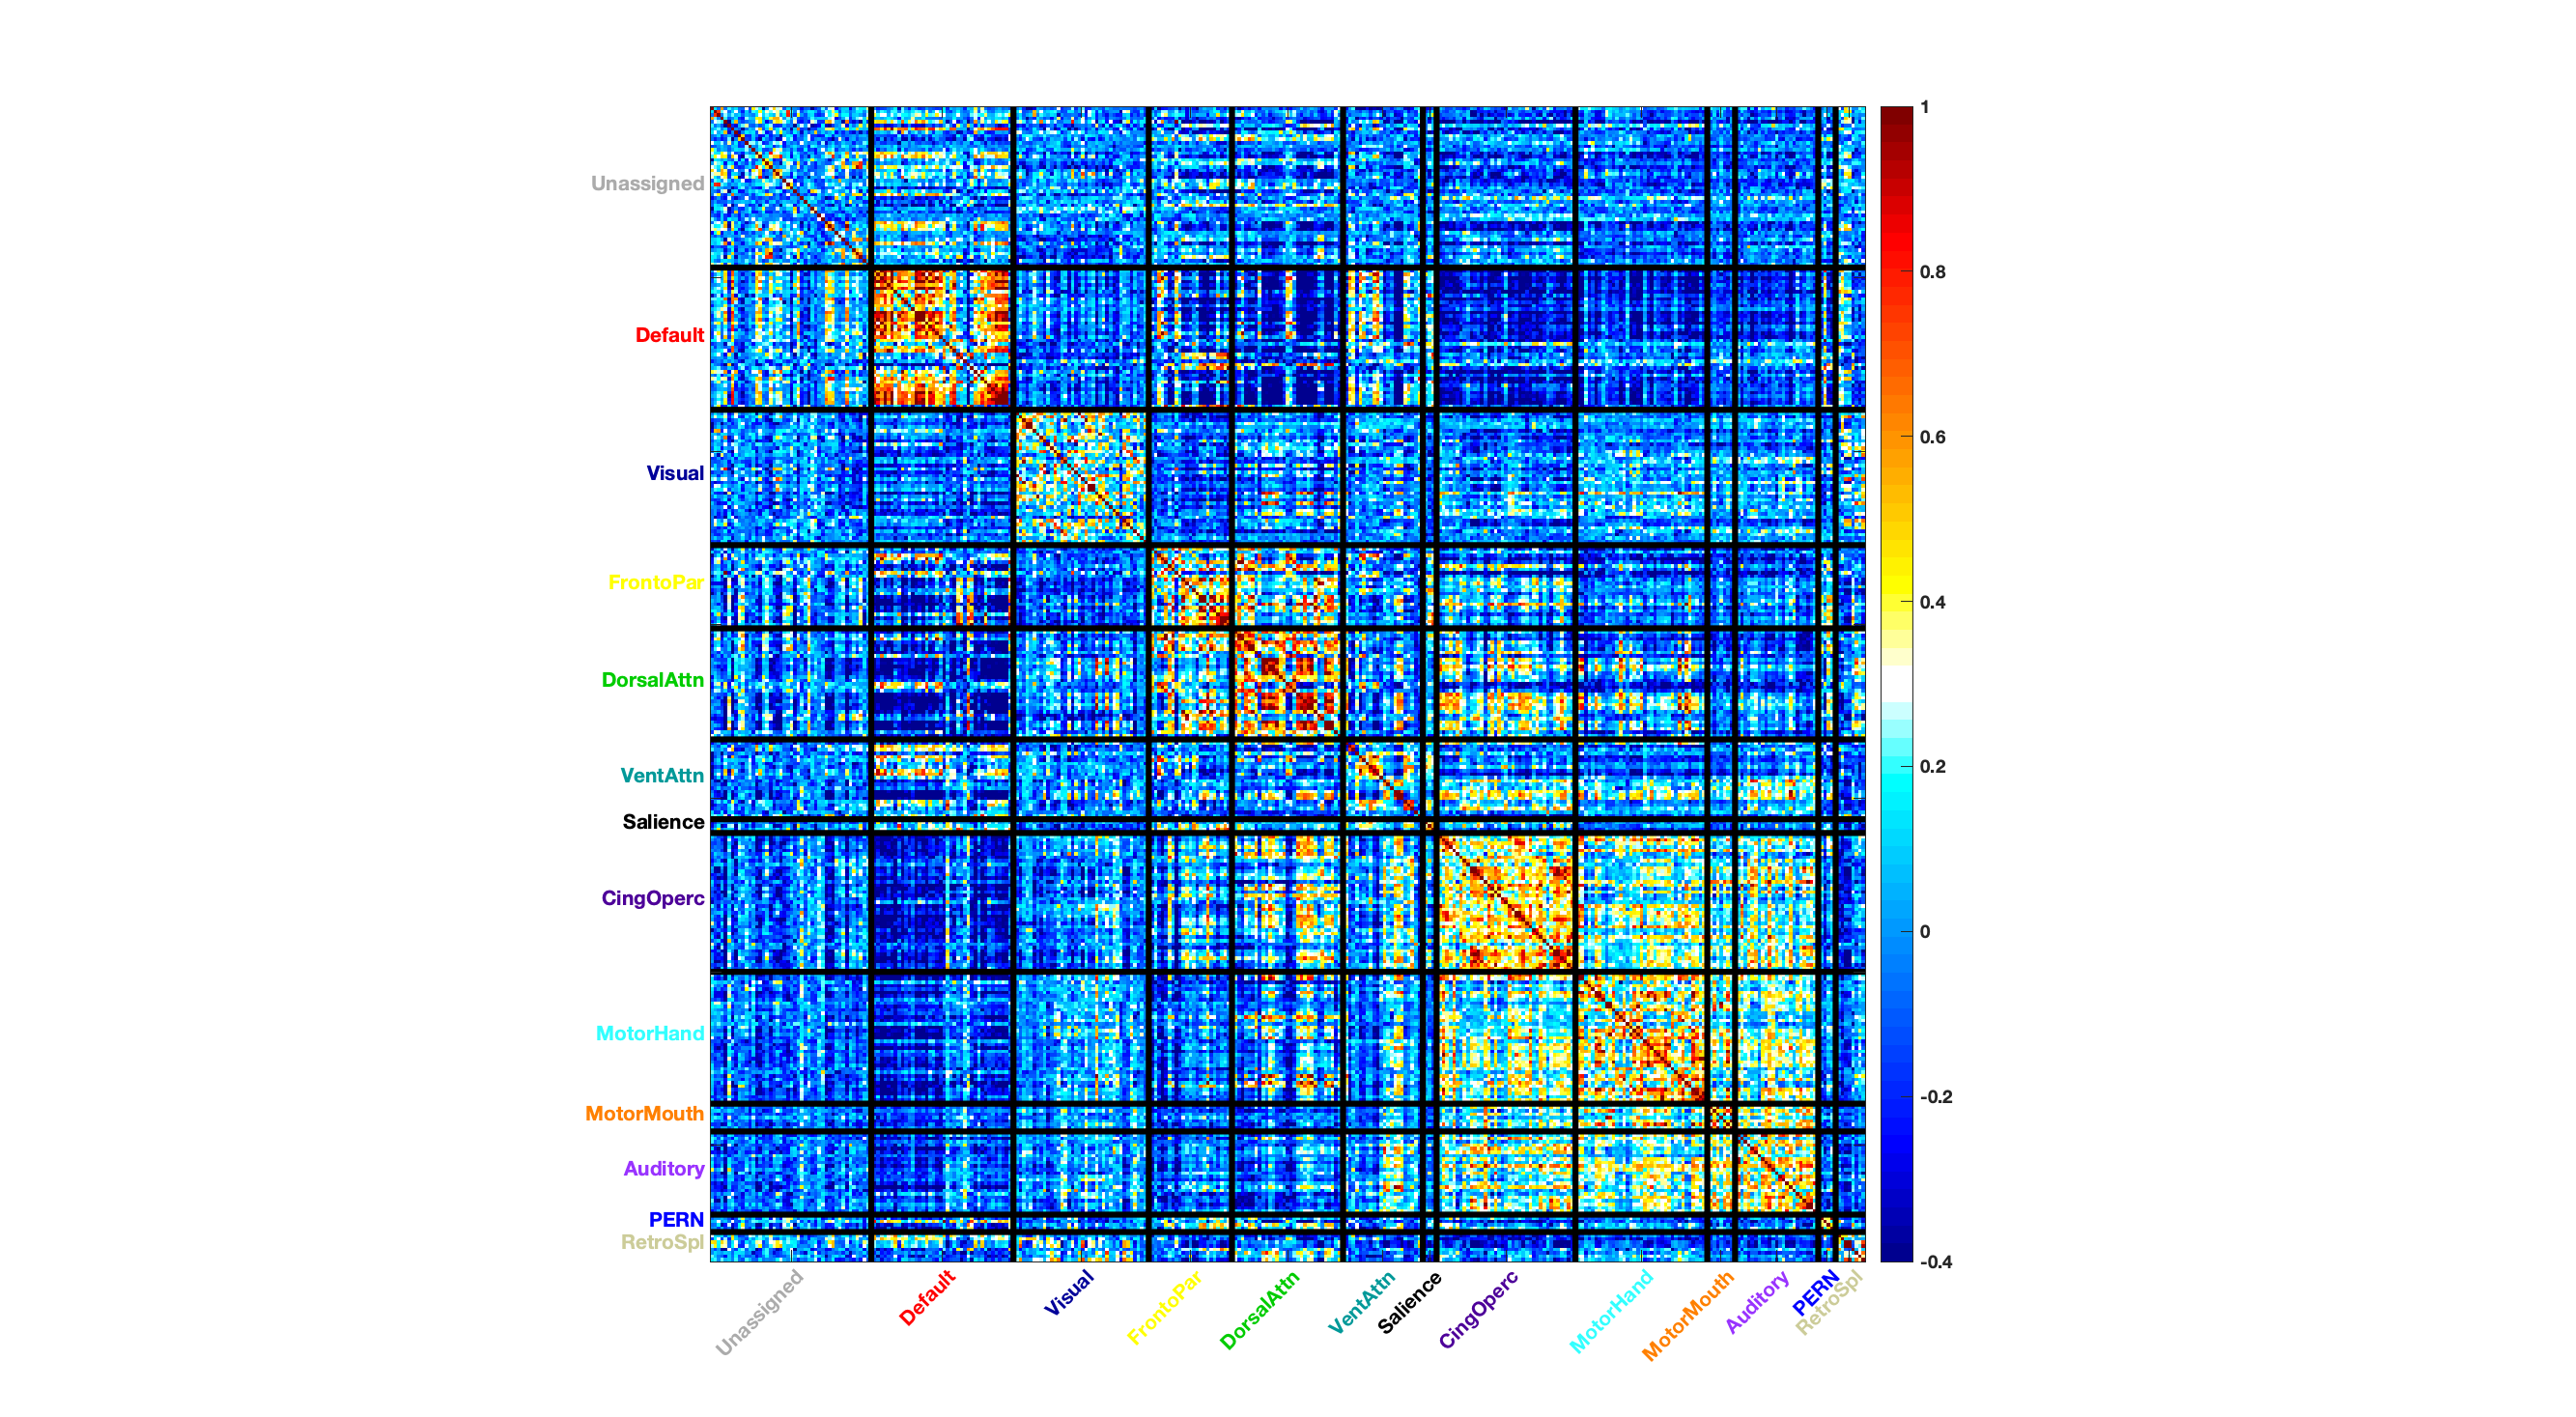 Unassigned
Default
Visual
FrontoPar
DorsalAttn
VentAttn
Salience
CingOperc
MotorHand
MotorMouth
Auditory
PERN
RetroSpl
Unassigned
Default
Visual
FrontoPar
DorsalAttn
VentAttn
Salience
CingOperc
MotorHand
MotorMouth
Auditory
PERN
RetroSpl
1
0.8
0.6
0.4
0.2
0
-0.2
-0.4